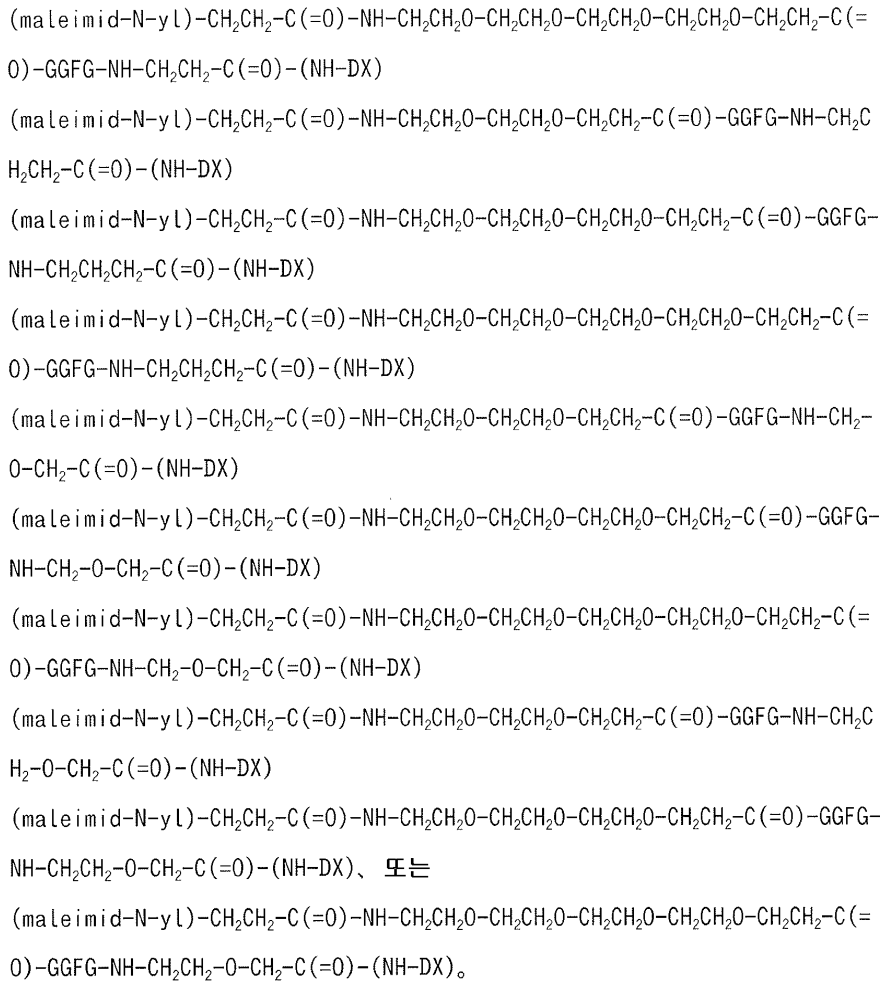 (maleimid-N-yl)-CH₂CH₂-C(=O)-NH-CH₂CH₂O-CH₂CH₂O-CH₂CH₂O-CH₂CH₂O-CH₂CH₂-C(=
O)-GGFG-NH-CH₂CH₂-C(=O)-(NH-DX)
(maleimid-N-yl)-CH₂CH₂-C(=O)-NH-CH₂CH₂O-CH₂CH₂O-CH₂CH₂-C(=O)-GGFG-NH-CH₂C
H₂CH₂-C(=O)-(NH-DX)
(maleimid-N-yl)-CH₂CH₂-C(=O)-NH-CH₂CH₂O-CH₂CH₂O-CH₂CH₂O-CH₂CH₂-C(=O)-GGFG-
NH-CH₂CH₂CH₂-C(=O)-(NH-DX)
(maleimid-N-yl)-CH₂CH₂-C(=O)-NH-CH₂CH₂O-CH₂CH₂O-CH₂CH₂O-CH₂CH₂O-CH₂CH₂-C(=
O)-GGFG-NH-CH₂CH₂CH₂-C(=O)-(NH-DX)
(maleimid-N-yl)-CH₂CH₂-C(=O)-NH-CH₂CH₂O-CH₂CH₂O-CH₂CH₂-C(=O)-GGFG-NH-CH₂-
O-CH₂-C(=O)-(NH-DX)
(maleimid-N-yl)-CH₂CH₂-C(=O)-NH-CH₂CH₂O-CH₂CH₂O-CH₂CH₂O-CH₂CH₂-C(=O)-GGFG-
NH-CH₂-O-CH₂-C(=O)-(NH-DX)
(maleimid-N-yl)-CH₂CH₂-C(=O)-NH-CH₂CH₂O-CH₂CH₂O-CH₂CH₂O-CH₂CH₂O-CH₂CH₂-C(=
O)-GGFG-NH-CH₂-O-CH₂-C(=O)-(NH-DX)
(maleimid-N-yl)-CH₂CH₂-C(=O)-NH-CH₂CH₂O-CH₂CH₂O-CH₂CH₂-C(=O)-GGFG-NH-CH₂C
H₂-O-CH₂-C(=O)-(NH-DX)
(maleimid-N-yl)-CH₂CH₂-C(=O)-NH-CH₂CH₂O-CH₂CH₂O-CH₂CH₂O-CH₂CH₂-C(=O)-GGFG-
NH-CH₂CH₂-O-CH₂-C(=O)-(NH-DX)、 또는
(maleimid-N-yl)-CH₂CH₂-C(=O)-NH-CH₂CH₂O-CH₂CH₂O-CH₂CH₂O-CH₂CH₂O-CH₂CH₂-C(=
O)-GGFG-NH-CH₂CH₂-O-CH₂-C(=O)-(NH-DX)。